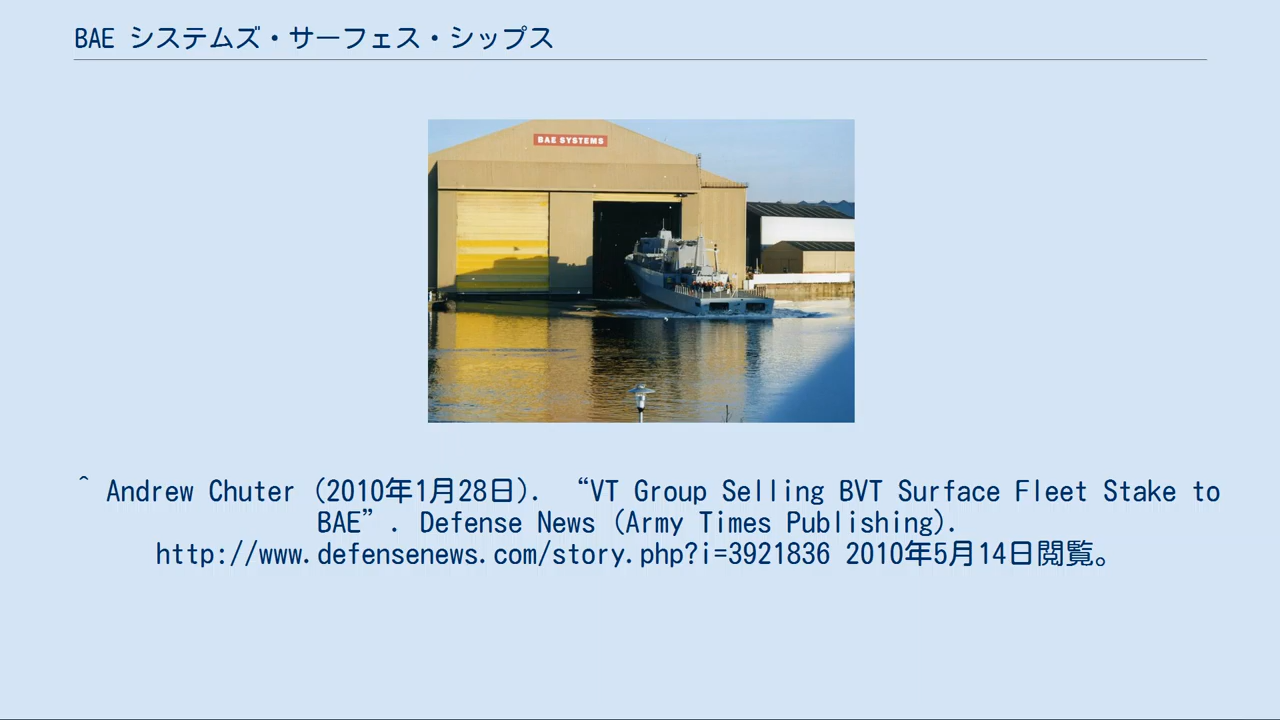 BAE システムズ・サーフェス・シップス
BAE SYSTEMS
^ Andrew Chuter (2010年1月28日). “VT Group Selling BVT Surface Fleet Stake to
BAE”. Defense News (Army Times Publishing).
http://www.defensenews.com/story.php?i=3921836 2010年5月14日閲覧。